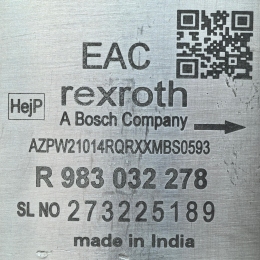 EAC
HejP
rexroth
A Bosch Company
AZPW21014RQRXXMBS0593
R 983 032 278
SL NO 273225189
made in India